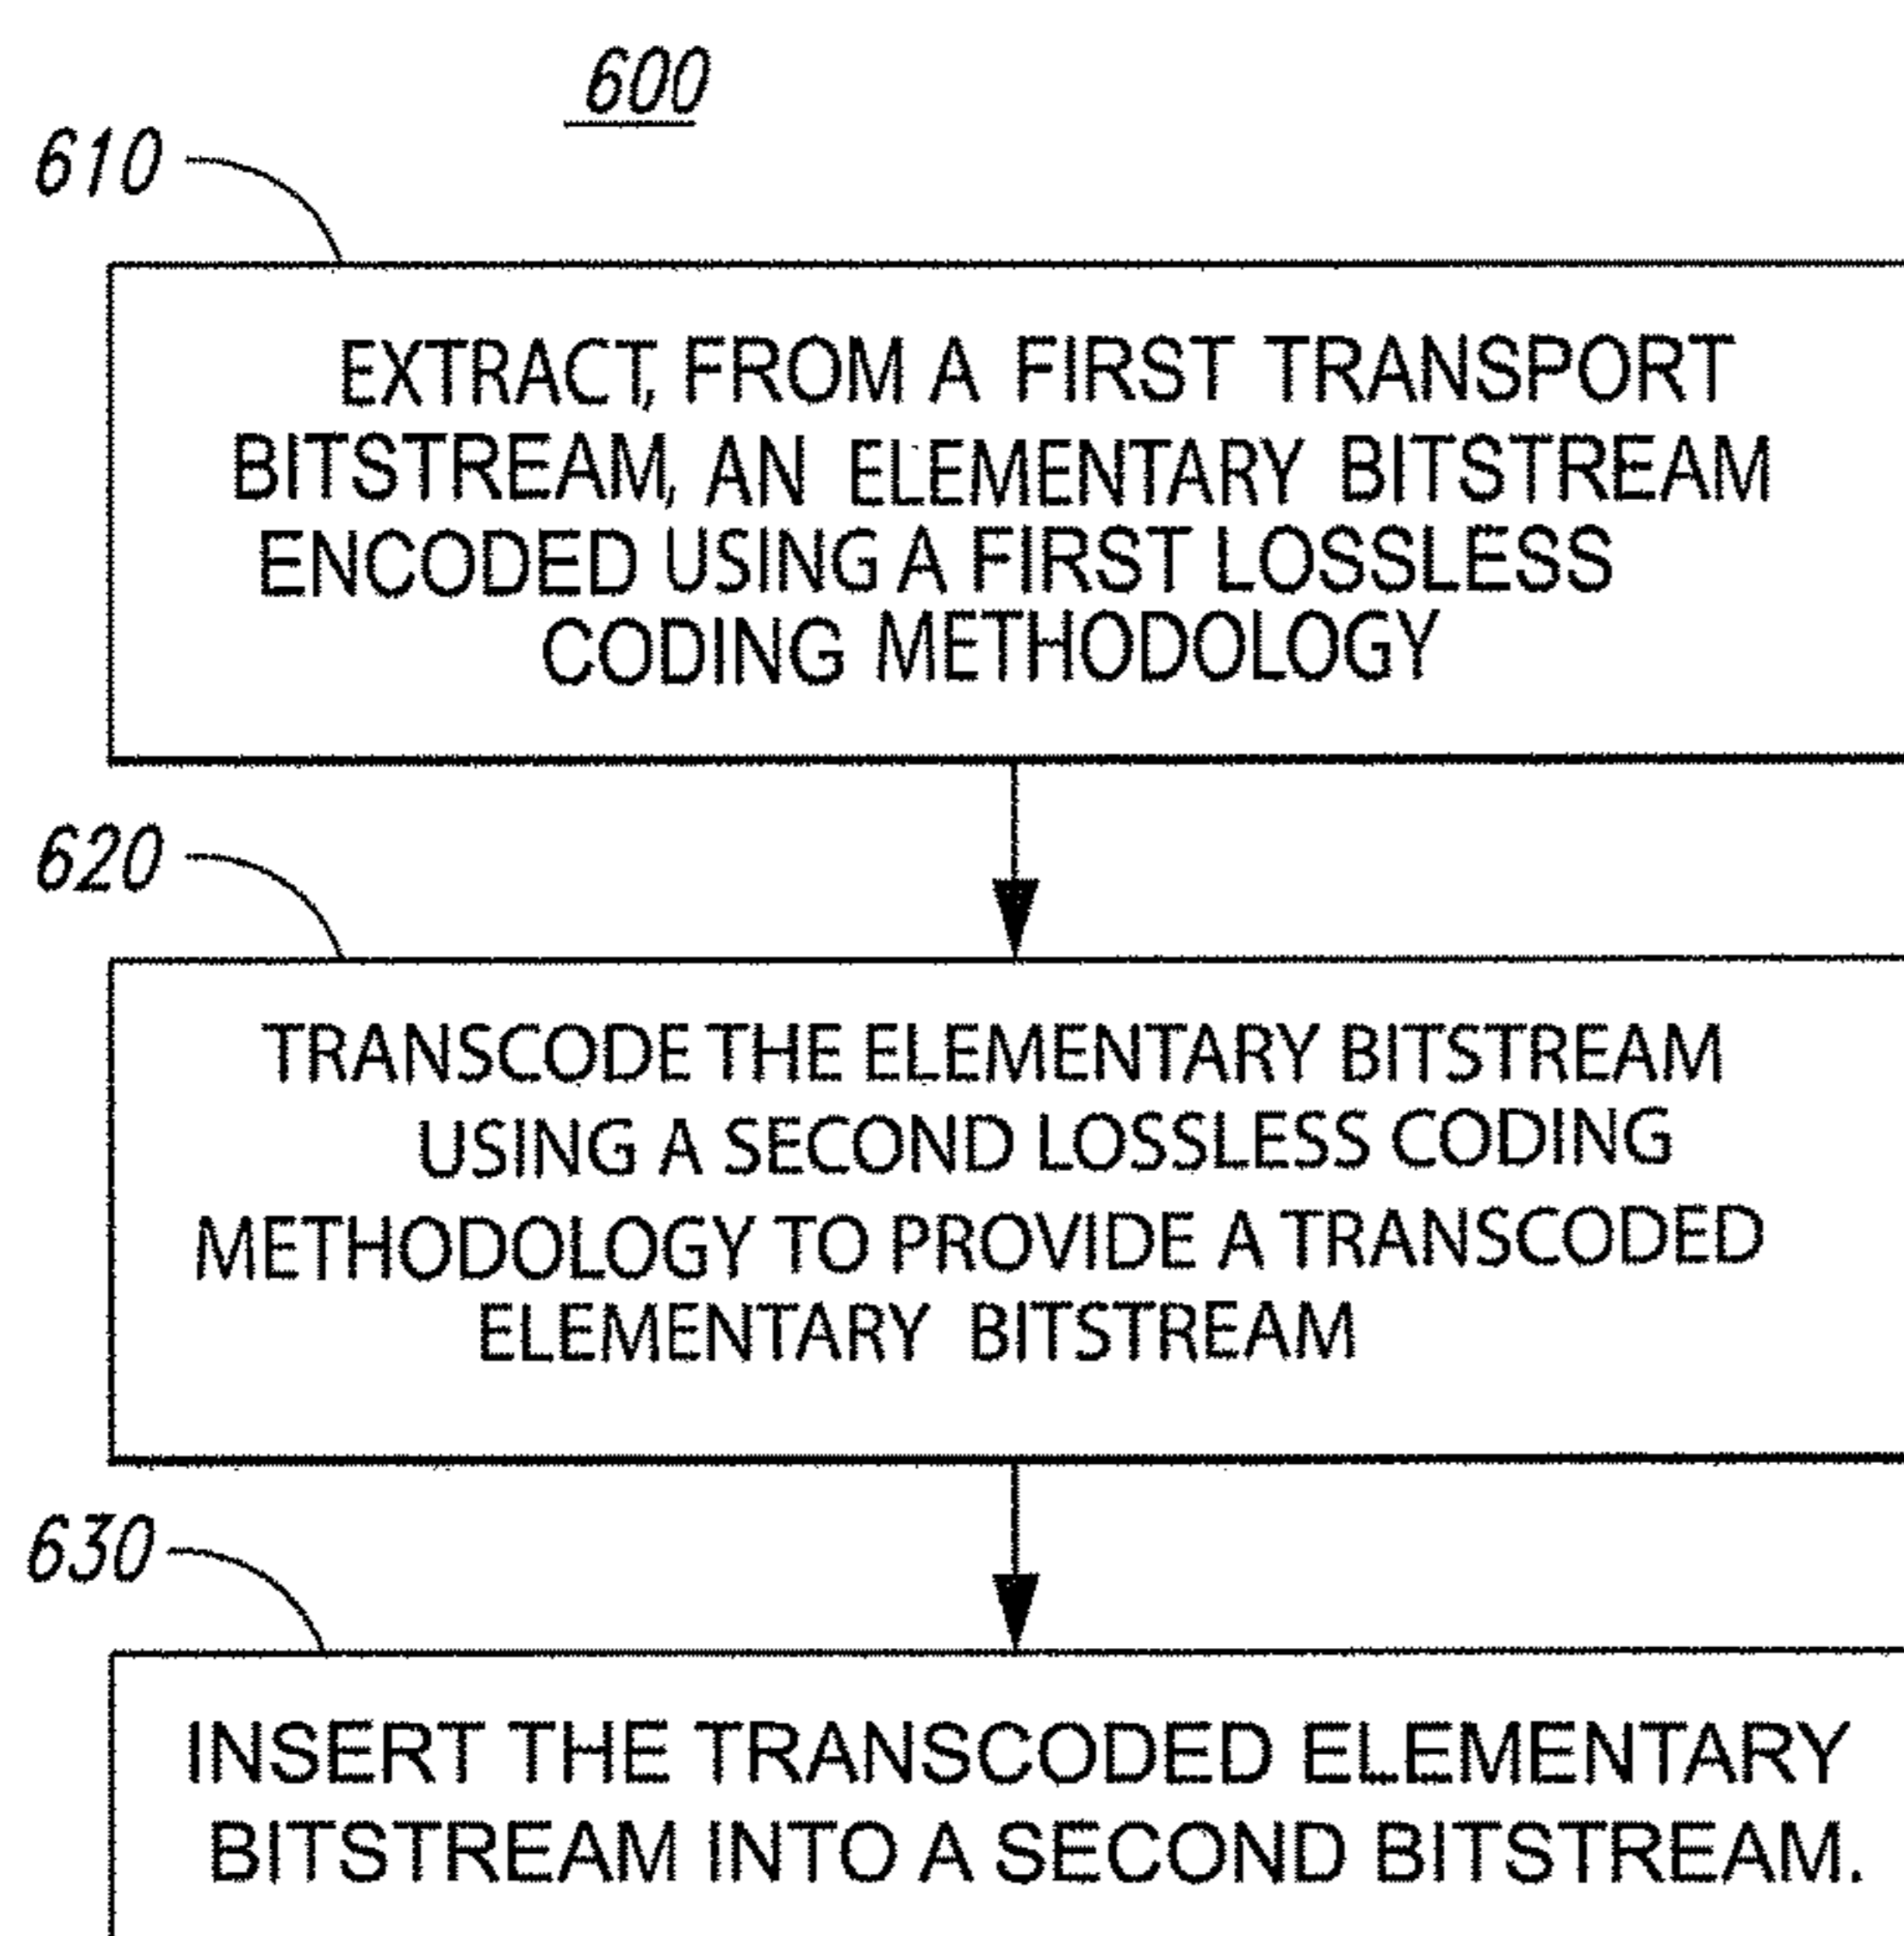 600
610
EXTRACT, FROM A FIRST TRANSPORT
BITSTREAM, AN ELEMENTARY BITSTREAM
ENCODED USING A FIRST LOSSLESS
CODING METHODOLOGY
620
TRANSCODE THE ELEMENTARY BITSTREAM
USING A SECOND LOSSLESS CODING
METHODOLOGY TO PROVIDE A TRANSCODED
ELEMENTARY BITSTREAM
630
INSERT THE TRANSCODED ELEMENTARY
BITSTREAM INTO A SECOND BITSTREAM.